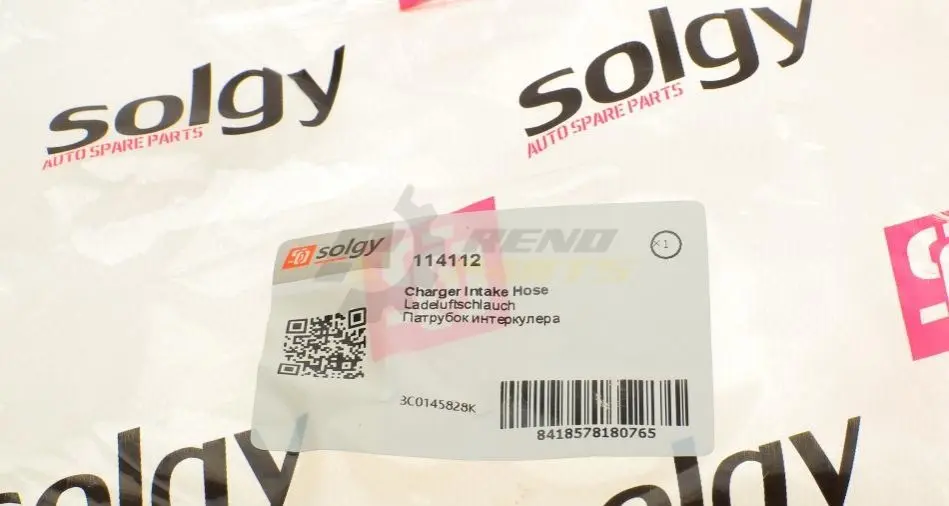 solgy
AUTO SPARE PARTS
solgy
AUTO SPARE PARTS
solgy
114112
×1
Charger Intake Hose
Ladeluftschlauch
Патрубок интеркулера
3C0145828K
8418578180765
solgy
solgy